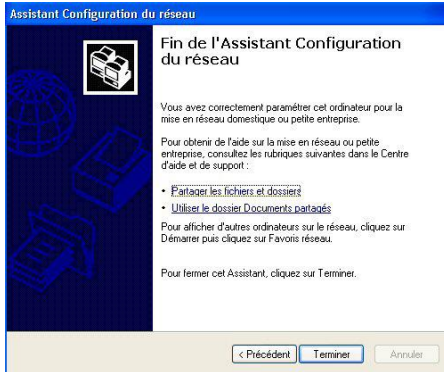 Assistant Configuration du réseau
Fin de l'Assistant Configuration
du réseau
Vous avez correctement paramétrer cet ordinateur pour la
mise en réseau domestique ou petite entreprise.
Pour obtenir de l'aide sur la mise en réseau ou petite
entreprise, consultez les rubriques suivantes dans le Centre
d'aide et de support :
• Partager les fichiers et dossiers
• Utiliser le dossier Documents partagés
Pour afficher d'autres ordinateurs sur le réseau, cliquez sur
Démarrer puis cliquez sur Favoris réseau.
Pour fermer cet Assistant, cliquez sur Terminer.
< Précédent
Terminer
Annuler